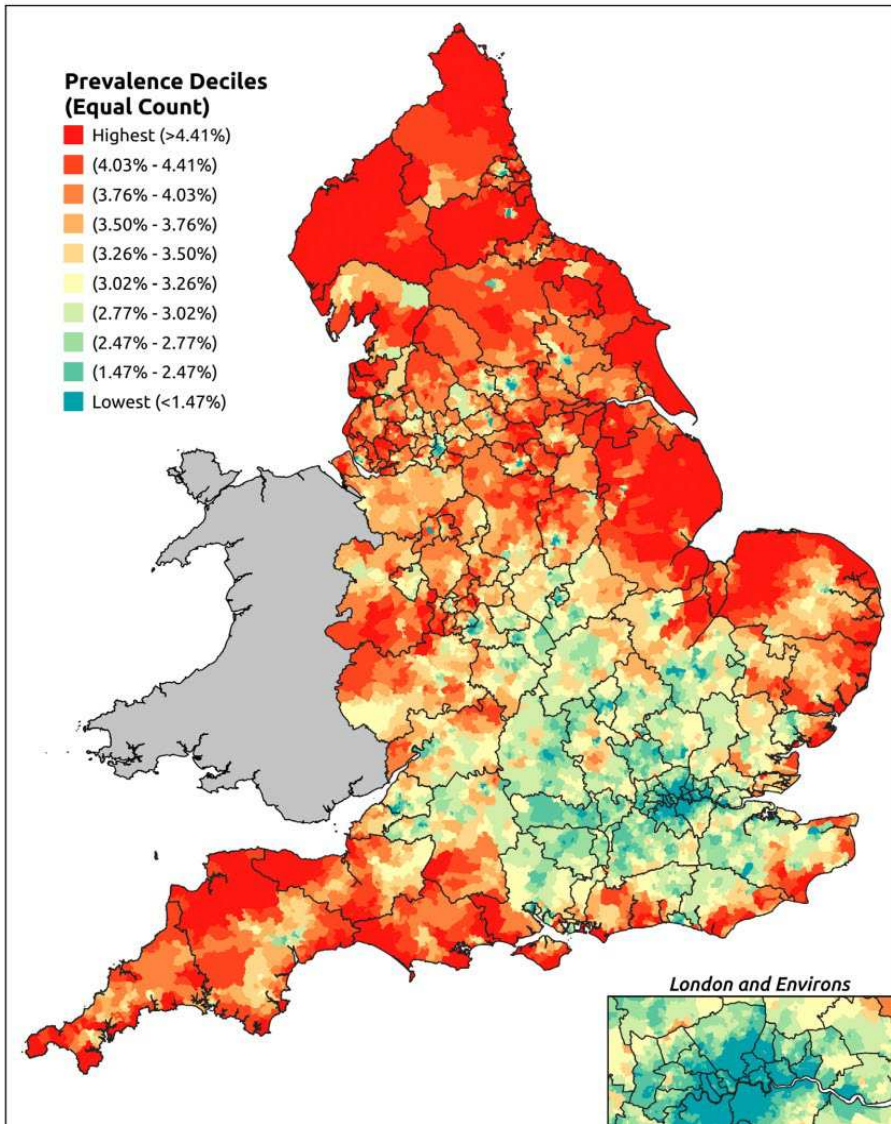 Prevalence Deciles
(Equal Count)
Highest (>4.41%)
(4.03% - 4.41%)
(3.76% - 4.03%)
(3.50% - 3.76%)
(3.26% - 3.50%)
(3.02% - 3.26%)
(2.77% - 3.02%)
(2.47% - 2.77%)
(1.47% - 2.47%)
Lowest (<1.47%)
London and Environs